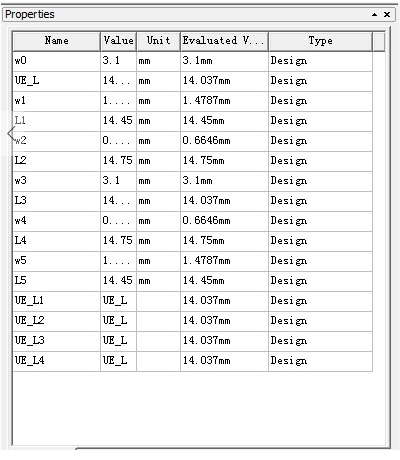 Properties
Name Value Unit Evaluated V... Type
w0 3.1 mm 3.1mm Design
UE_L 14... mm 14.037mm Design
w1 1.... mm 1.4787mm Design
L1 14.45 mm 14.45mm Design
w2 0.... mm 0.6646mm Design
L2 14.75 mm 14.75mm Design
w3 3.1 mm 3.1mm Design
L3 14... mm 14.037mm Design
w4 0.... mm 0.6646mm Design
L4 14.75 mm 14.75mm Design
w5 1.... mm 1.4787mm Design
L5 14.45 mm 14.45mm Design
UE_L1 UE_L 14.037mm Design
UE_L2 UE_L 14.037mm Design
UE_L3 UE_L 14.037mm Design
UE_L4 UE_L 14.037mm Design